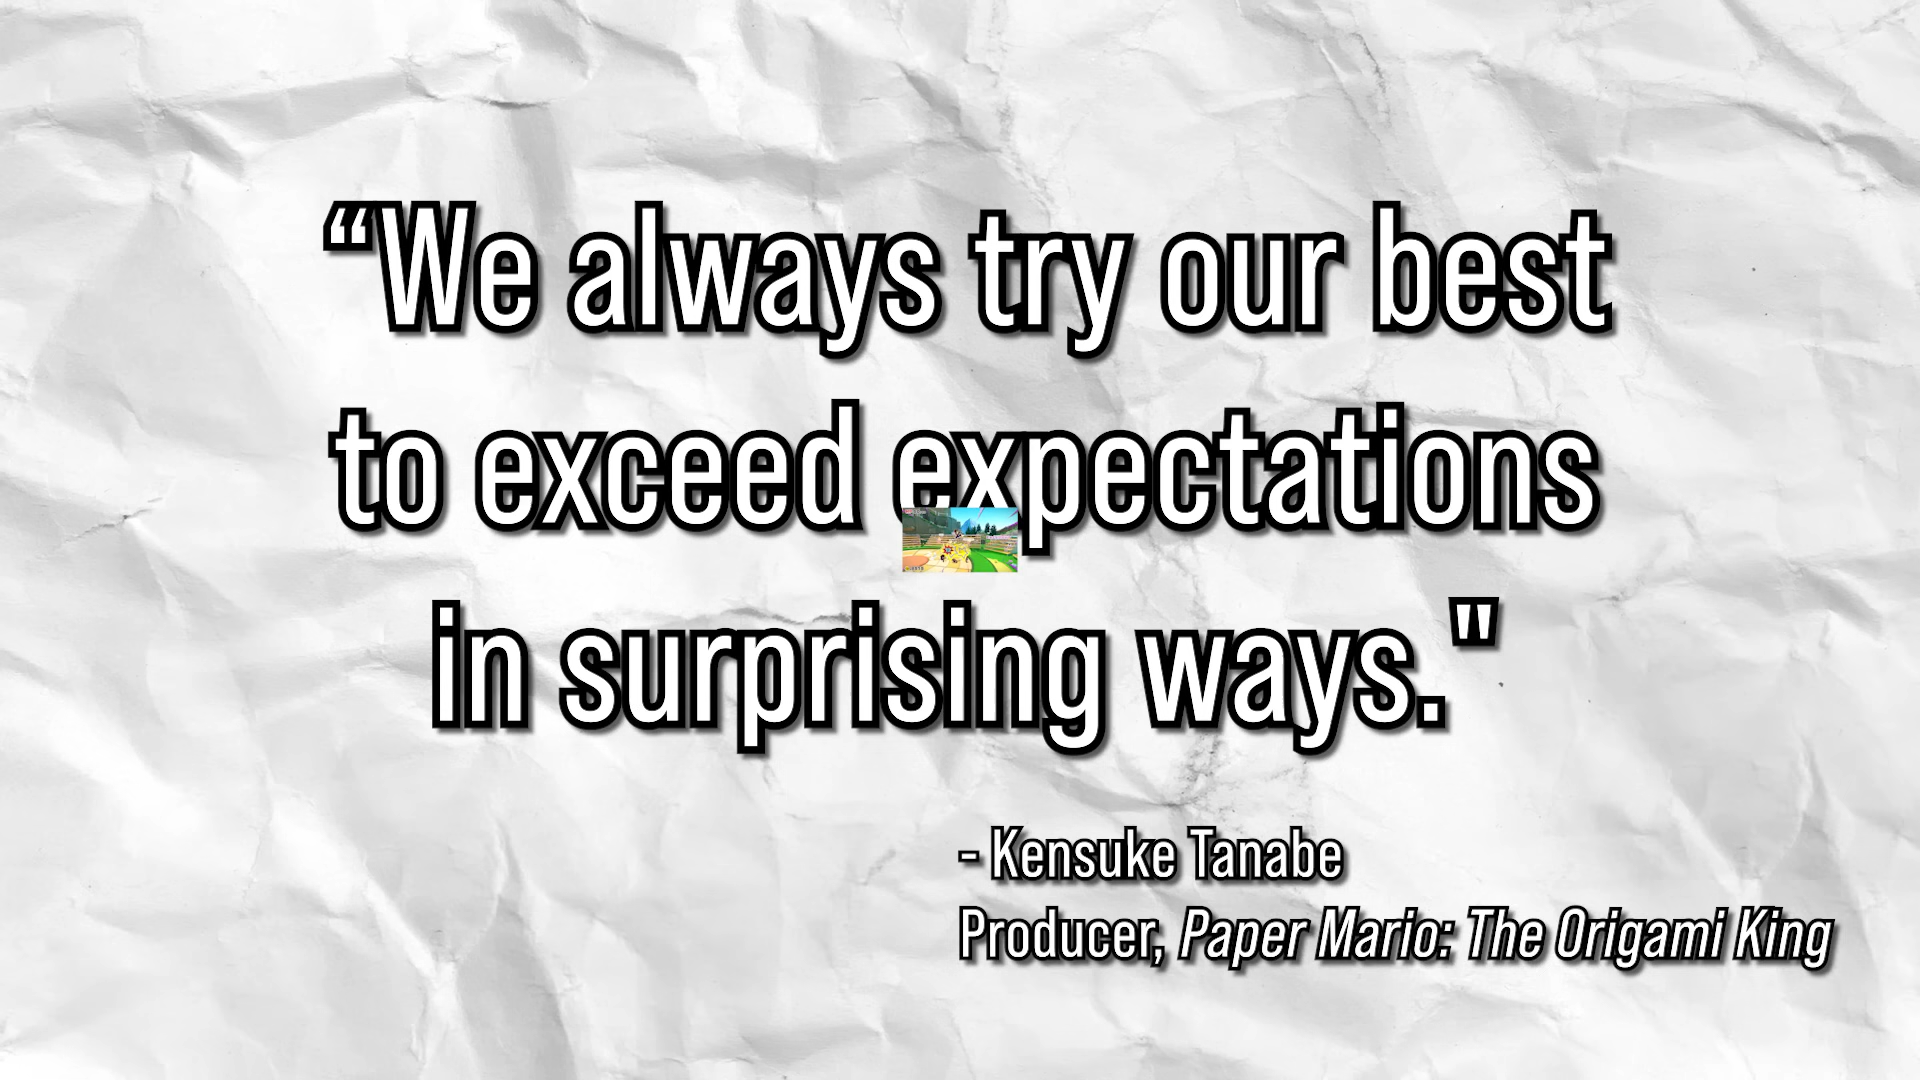 “We always try our best
to exceed expectations
in surprising ways."
- Kensuke Tanabe
Producer, Paper Mario: The Origami King